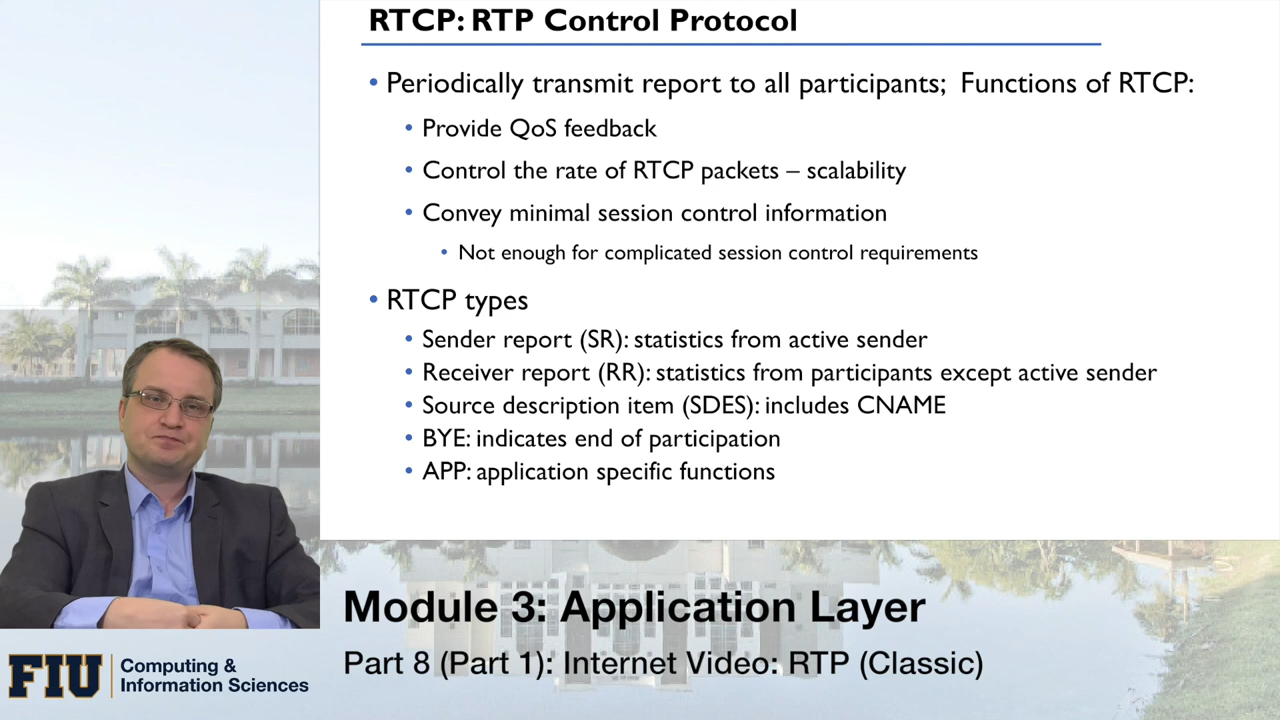 RTCP: RTP Control Protocol
• Periodically transmit report to all participants;  Functions of RTCP:
• Provide QoS feedback
• Control the rate of RTCP packets – scalability
• Convey minimal session control information
• Not enough for complicated session control requirements
• RTCP types
• Sender report (SR): statistics from active sender
• Receiver report (RR): statistics from participants except active sender
• Source description item (SDES): includes CNAME
• BYE: indicates end of participation
• APP: application specific functions
Module 3: Application Layer
Part 8 (Part 1): Internet Video: RTP (Classic)
FIU
Computing &
Information Sciences